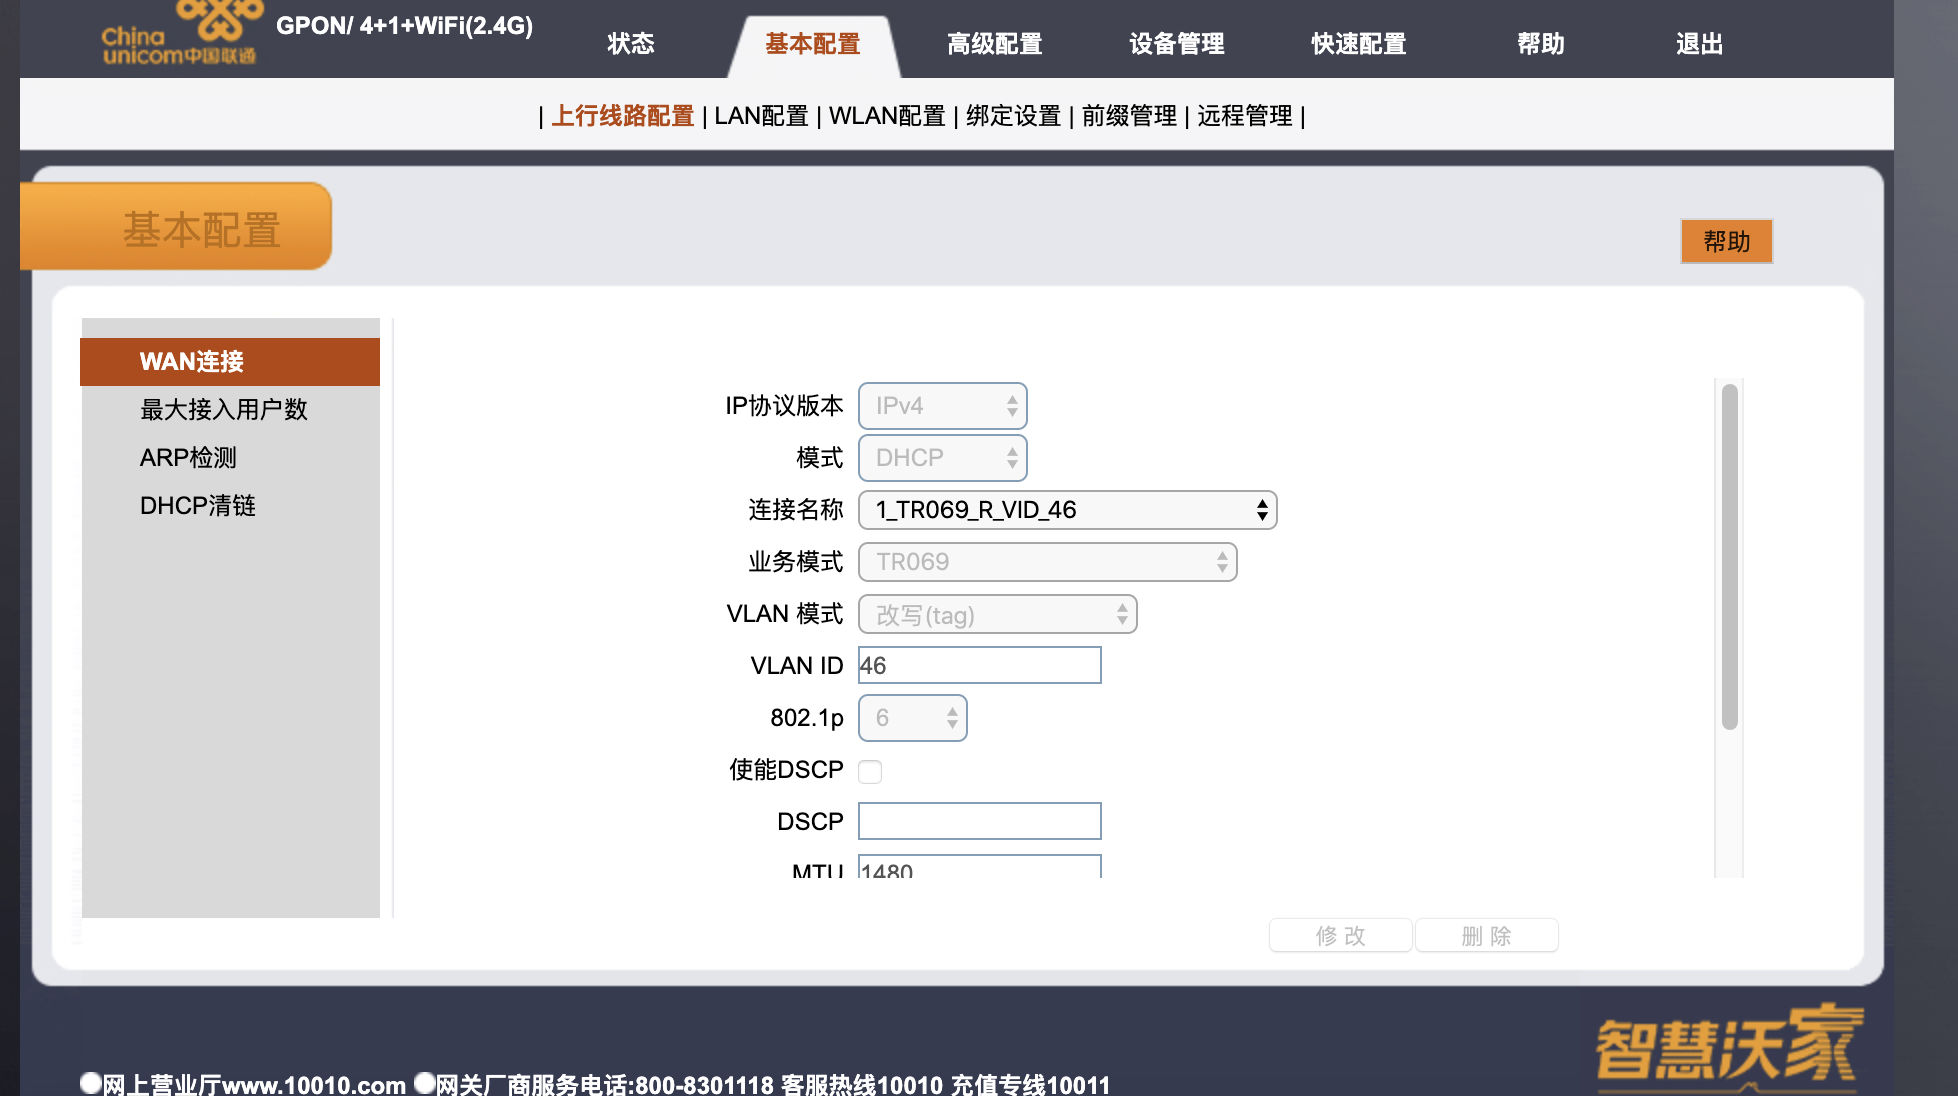 China
unicom中国联通
GPON/ 4+1+WiFi(2.4G)
状态 基本配置 高级配置 设备管理 快速配置 帮助 退出
| 上行线路配置 | LAN配置 | WLAN配置 | 绑定设置 | 前缀管理 | 远程管理 |
基本配置
帮助
WAN连接
最大接入用户数
ARP检测
DHCP清链
IP协议版本 IPv4
模式 DHCP
连接名称 1_TR069_R_VID_46
业务模式 TR069
VLAN 模式 改写(tag)
VLAN ID 46
802.1p 6
使能DSCP
DSCP
MTU 1480
修 改 删 除
智慧沃家
网上营业厅www.10010.com 网关厂商服务电话:800-8301118 客服热线10010 充值专线10011